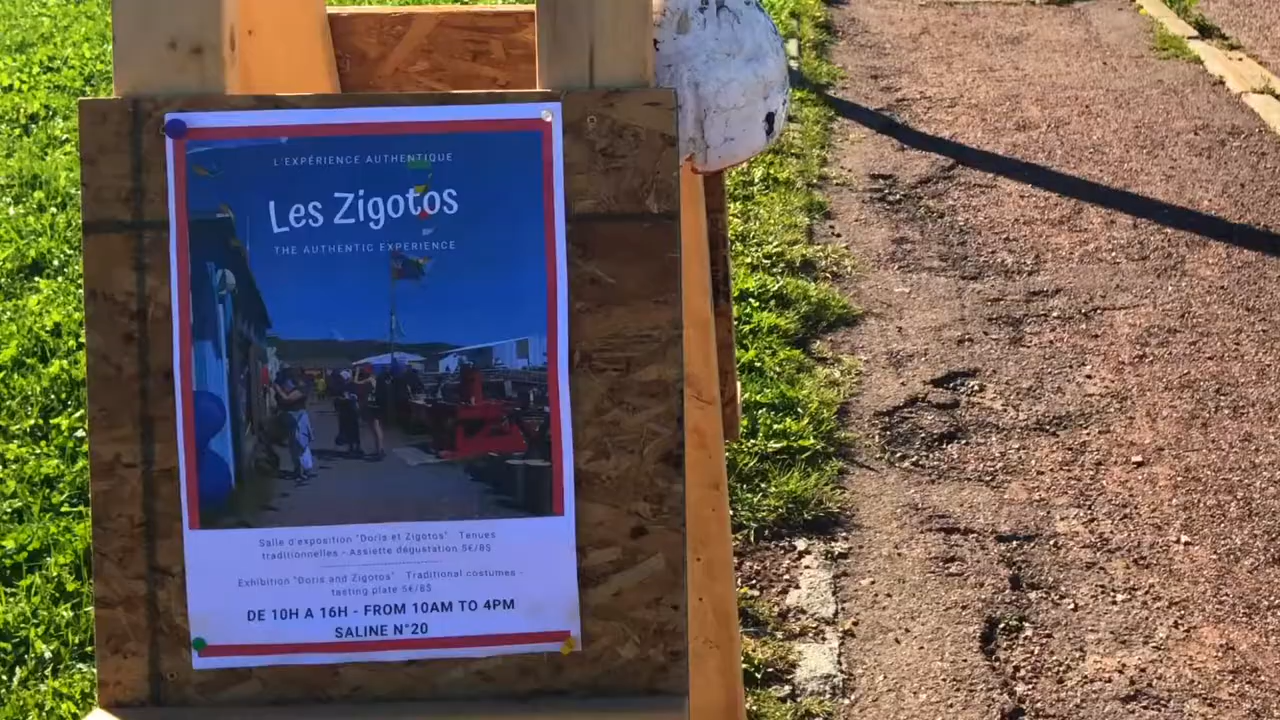 L'EXPÉRIENCE AUTHENTIQUE
Les Zigotos
THE AUTHENTIC EXPERIENCE
Salle d'exposition "Doris et Zigotos" Tenues
traditionnelles - Assiette dégustation 5€/8$
Exhibition "Doris and Zigotos" Traditional costumes -
tasting plate 5€/8$
DE 10H A 16H - FROM 10AM TO 4PM
SALINE N°20